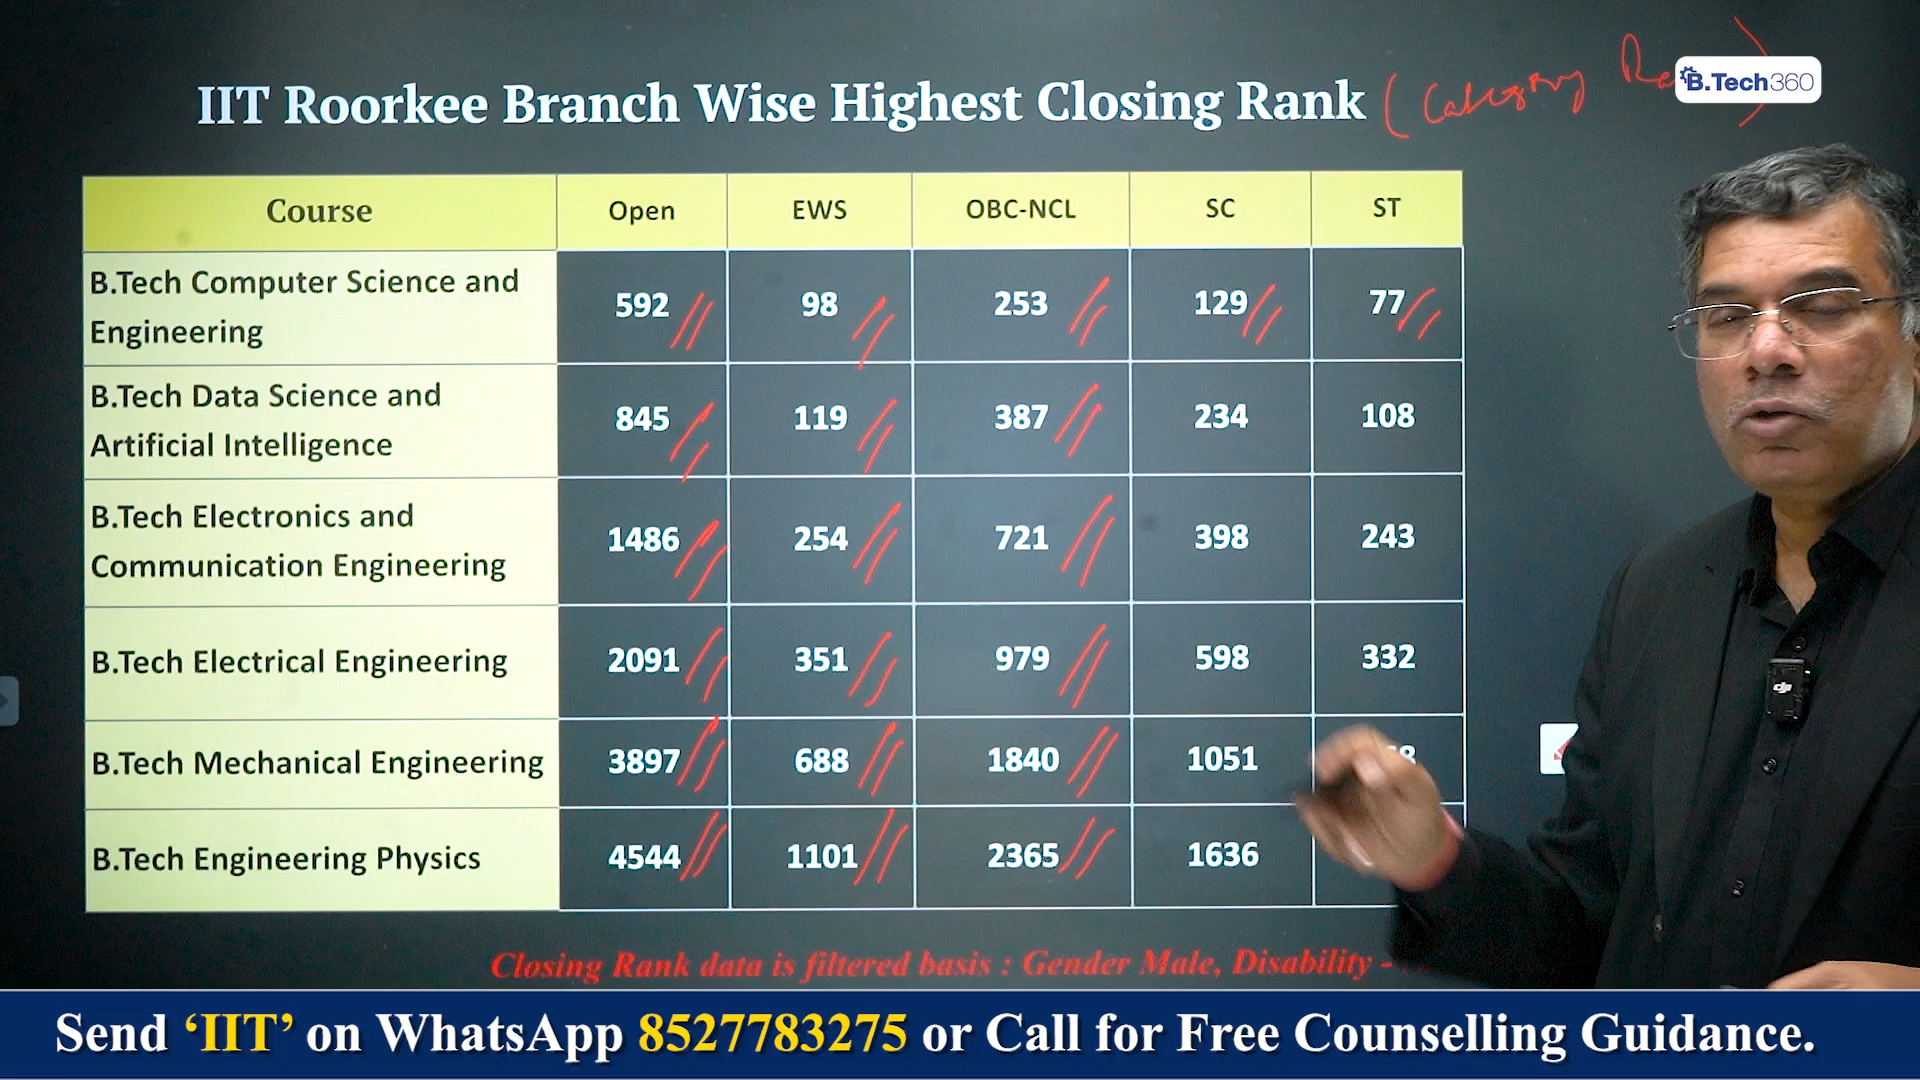 IIT Roorkee Branch Wise Highest Closing Rank (Category
B.Tech360
Course Open EWS OBC-NCL SC ST
B.Tech Computer Science and
Engineering
592 98 253 129 77
B.Tech Data Science and
Artificial Intelligence
845 119 387 234 108
B.Tech Electronics and
Communication Engineering
1486 254 721 398 243
B.Tech Electrical Engineering 2091 351 979 598 332
B.Tech Mechanical Engineering 3897 688 1840 1051
B.Tech Engineering Physics 4544 1101 2365 1636
Closing Rank data is filtered basis : Gender Male, Disability -
dji
Send ‘IIT’ on WhatsApp 8527783275 or Call for Free Counselling Guidance.